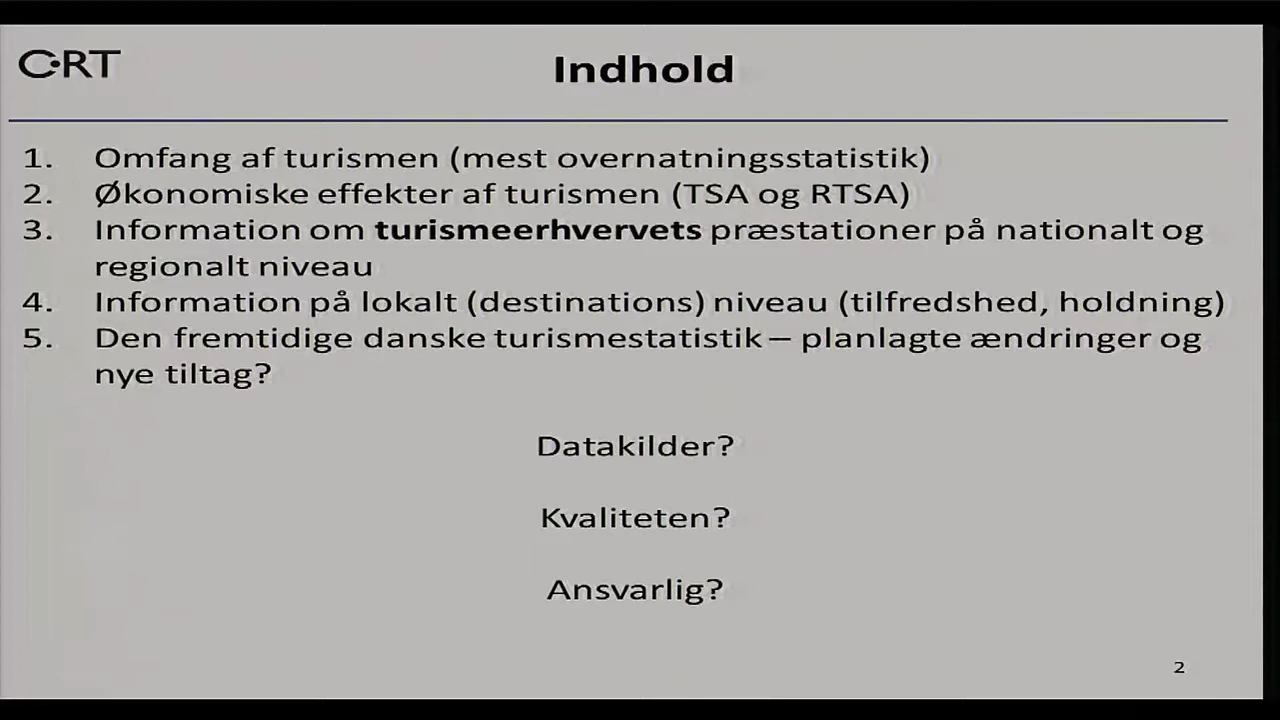 C·RT
Indhold
1. Omfang af turismen (mest overnatningsstatistik)
2. Økonomiske effekter af turismen (TSA og RTSA)
3. Information om turismeerhvervets præstationer på nationalt og
regionalt niveau
4. Information på lokalt (destinations) niveau (tilfredshed, holdning)
5. Den fremtidige danske turismestatistik – planlagte ændringer og
nye tiltag?
Datakilder?
Kvaliteten?
Ansvarlig?
2